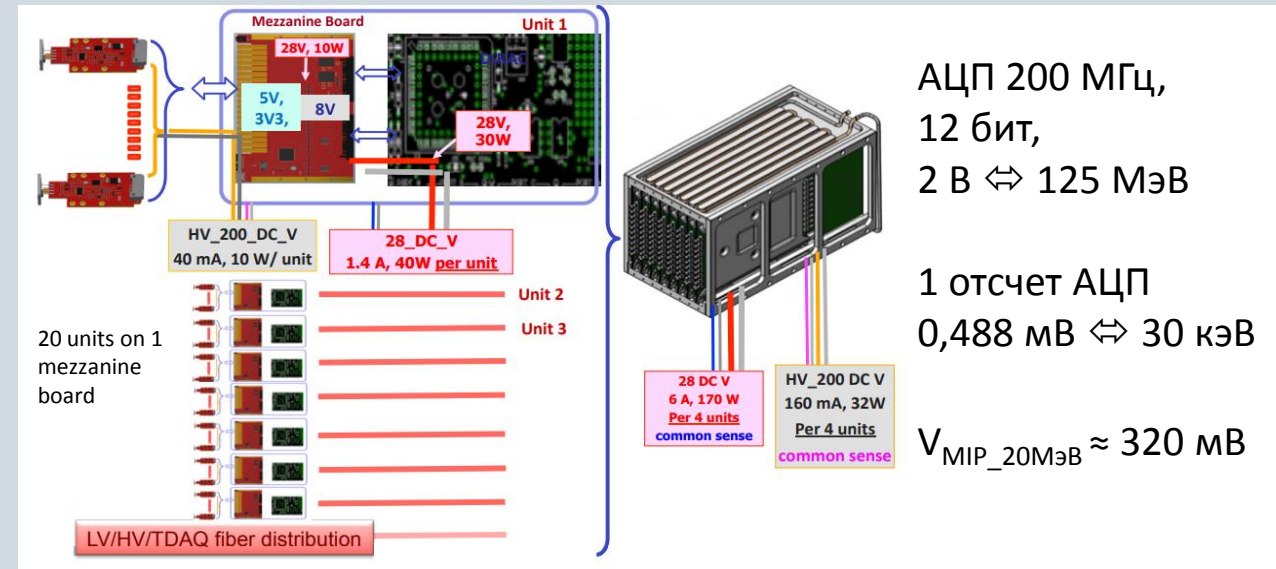 Mezzanine Board
Unit 1
28V, 10W
5V,
3V3,
8V
28V,
30W
HV_200_DC_V
40 mA, 10 W/ unit
28_DC_V
1.4 A, 40W per unit
Unit 2
Unit 3
20 units on 1
mezzanine
board
LV/HV/TDAQ fiber distribution
28 DC V
6 A, 170 W
Per 4 units
common sense
HV_200 DC V
160 mA, 32W
Per 4 units
common sense
АЦП 200 МГц,
12 бит,
2 В ⇔ 125 МэВ
1 отсчет АЦП
0,488 мВ ⇔ 30 кэВ
V_MIP_20МэВ ≈ 320 мВ